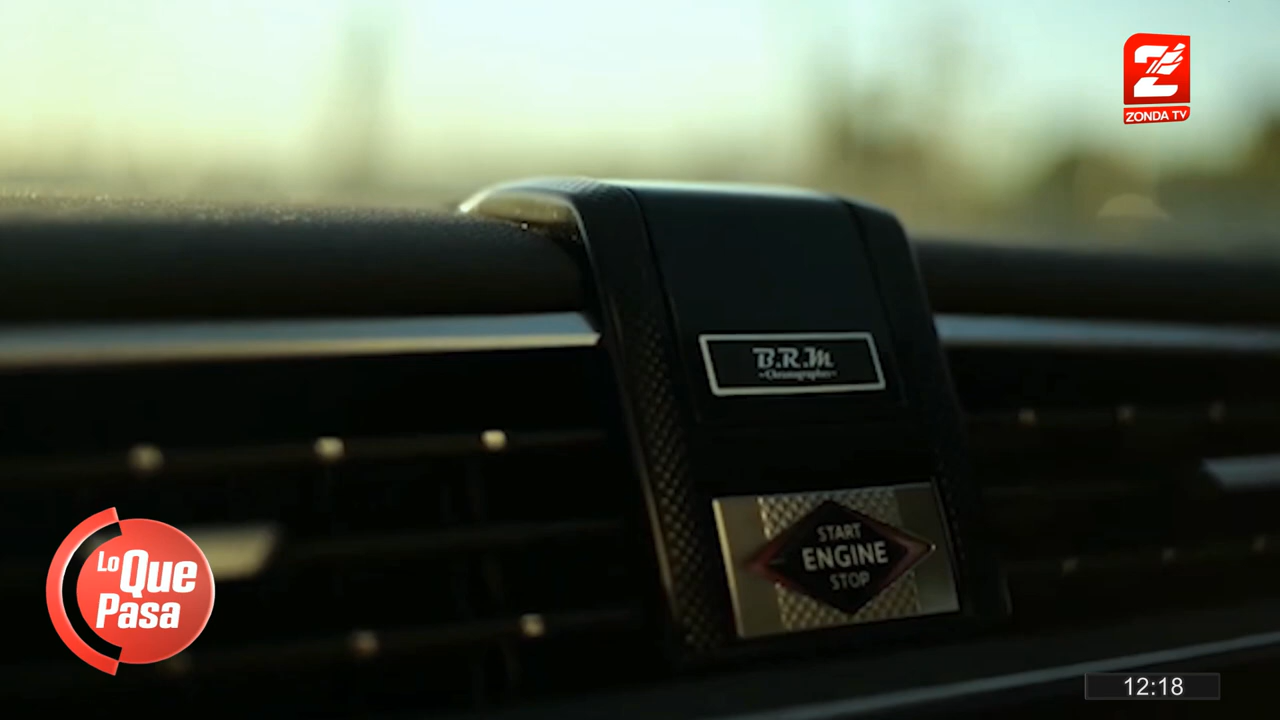 ZONDA TV
B.R.M
Chronographes
START
ENGINE
STOP
Lo Que
Pasa
12:18